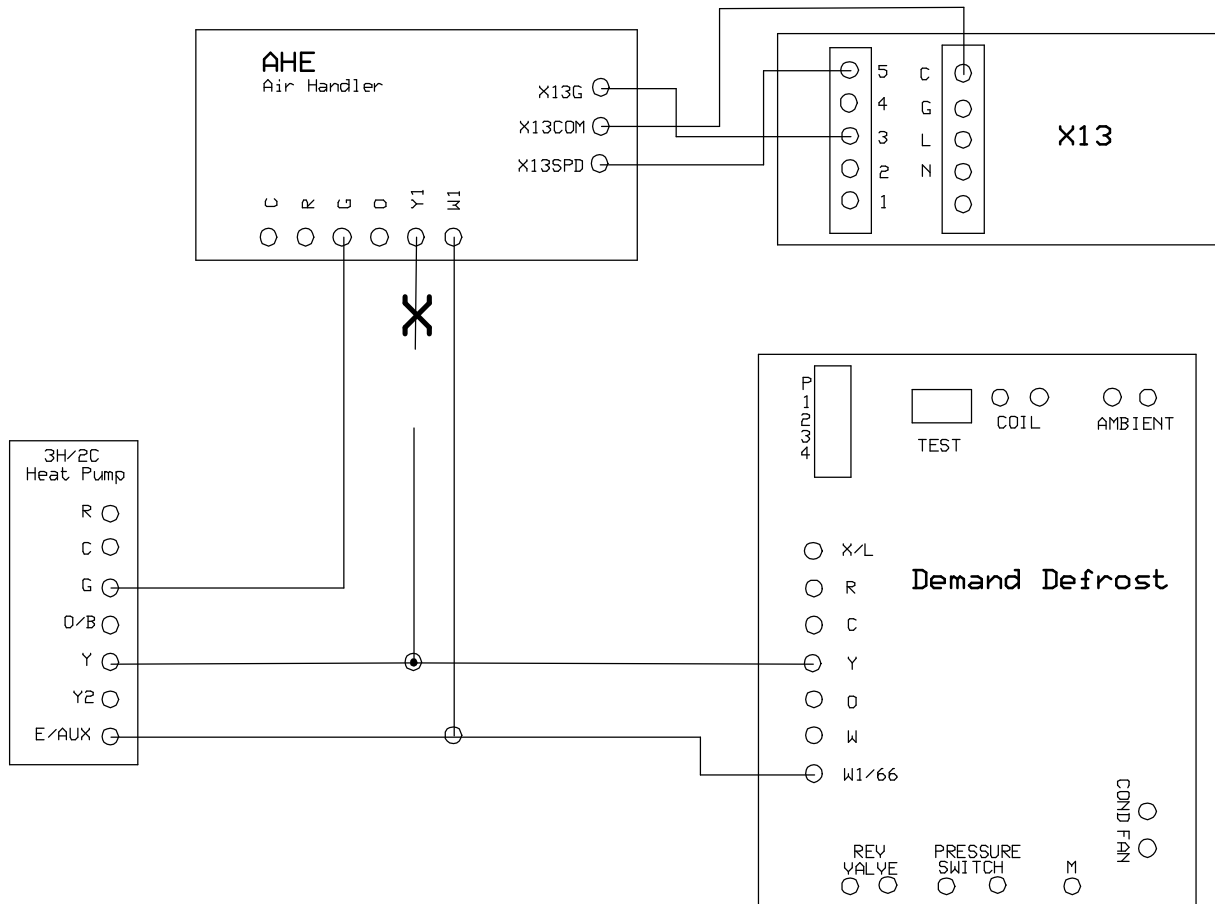 AHE
Air Handler
X13G
X13COM
X13SPD
C R G O Y1 W1
5 C
4 G
3 L
2 N
1
X13
3H/2C
Heat Pump
R
C
G
O/B
Y
Y2
E/AUX
P
1
2
3
4
TEST
COIL
AMBIENT
Demand Defrost
X/L
R
C
Y
O
W
W1/66
COND FAN
REV
VALVE
PRESSURE
SWITCH
M